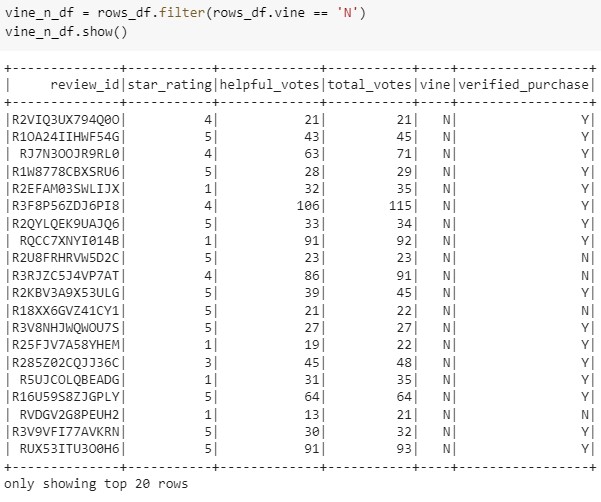 vine_n_df = rows_df.filter(rows_df.vine == 'N')
vine_n_df.show()
+--------------+-----------+-------------+-----------+----+-----------------+
|     review_id|star_rating|helpful_votes|total_votes|vine|verified_purchase|
+--------------+-----------+-------------+-----------+----+-----------------+
|R2VIQ3UX794Q0O|          4|           21|         21|   N|                Y|
|R1OA24IIHWF54G|          5|           43|         45|   N|                Y|
| RJ7N3OOJR9RL0|          4|           63|         71|   N|                Y|
|R1W8778CBXSRU6|          5|           28|         29|   N|                Y|
|R2EFAM03SWLIJX|          1|           32|         35|   N|                Y|
|R3F8P56ZDJ6PI8|          4|          106|        115|   N|                Y|
|R2QYLQEK9UAJQ6|          5|           33|         34|   N|                Y|
| RQCC7XNYI014B|          1|           91|         92|   N|                Y|
|R2U8FRHRVW5D2C|          5|           23|         23|   N|                N|
|R3RJZC5J4VP7AT|          4|           86|         91|   N|                N|
|R2KBV3A9X53ULG|          5|           39|         45|   N|                Y|
|R18XX6GVZ41CY1|          5|           21|         22|   N|                N|
|R3V8NHJWQWOU7S|          5|           27|         27|   N|                Y|
|R25FJV7A58YHEM|          1|           19|         22|   N|                Y|
|R285Z02CQJJ36C|          3|           45|         48|   N|                Y|
| R5UJCOLQBEADG|          1|           31|         35|   N|                Y|
|R16U59S8ZJGPLY|          5|           64|         64|   N|                Y|
| RVDGV2G8PEUH2|          1|           13|         21|   N|                N|
|R3V9VFI77AVKRN|          5|           30|         32|   N|                Y|
| RUX53ITU3O0H6|          5|           91|         93|   N|                Y|
+--------------+-----------+-------------+-----------+----+-----------------+
only showing top 20 rows